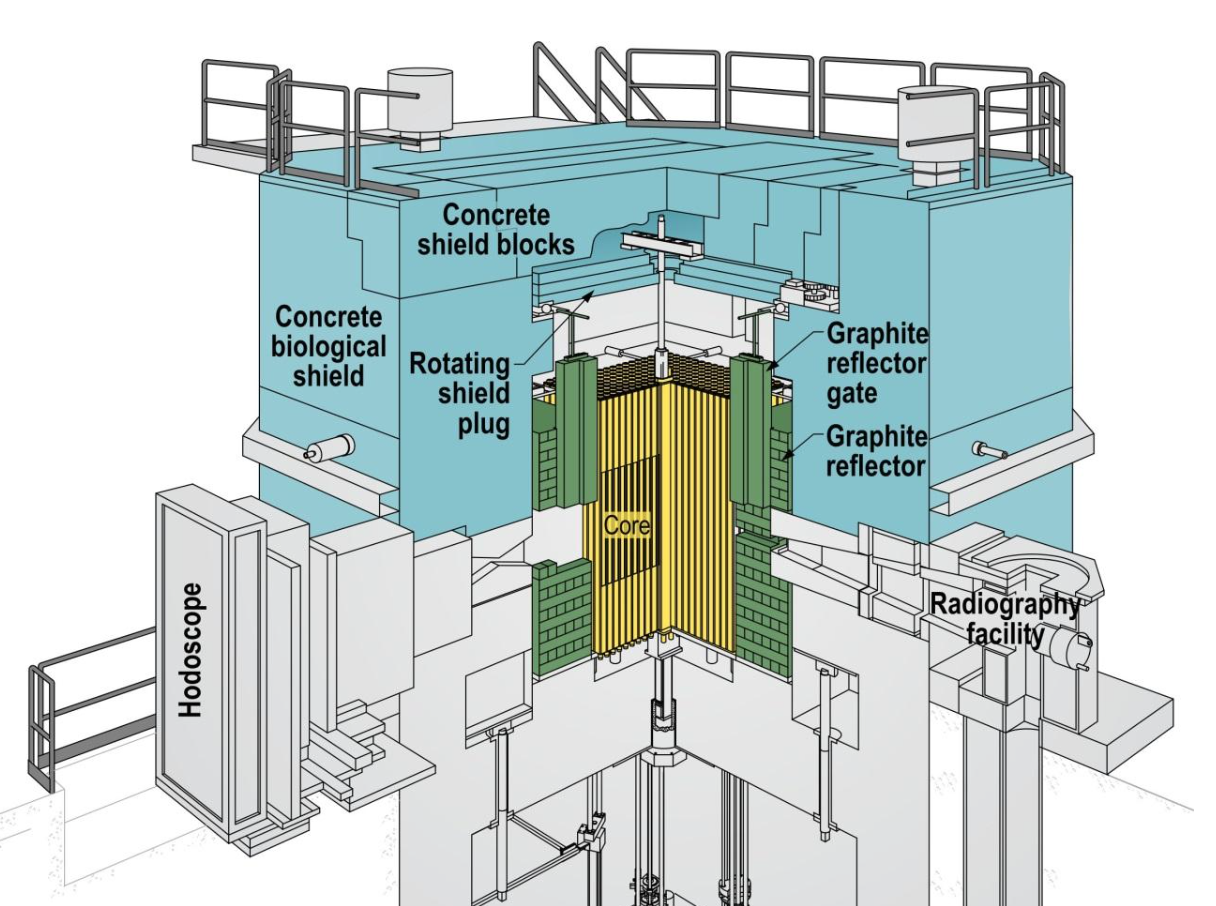 Concrete
shield blocks
Concrete
biological
shield
Rotating
shield
plug
Graphite
reflector
gate
Graphite
reflector
Core
Hodoscope
Radiography
facility